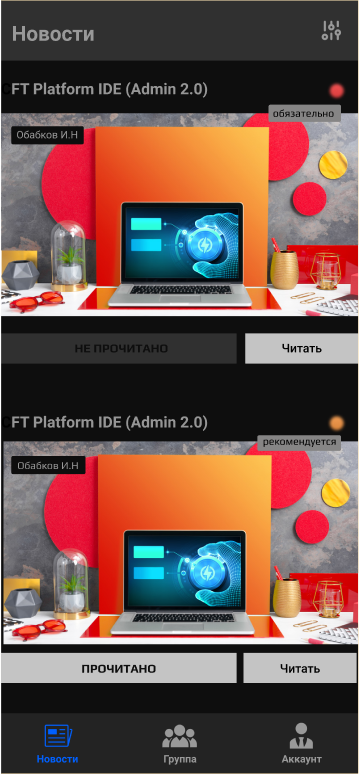 Новости
FT Platform IDE (Admin 2.0)
обязательно
Обабков И.Н
НЕ ПРОЧИТАНО
Читать
FT Platform IDE (Admin 2.0)
рекомендуется
Обабков И.Н
ПРОЧИТАНО
Читать
Новости
Группа
Аккаунт